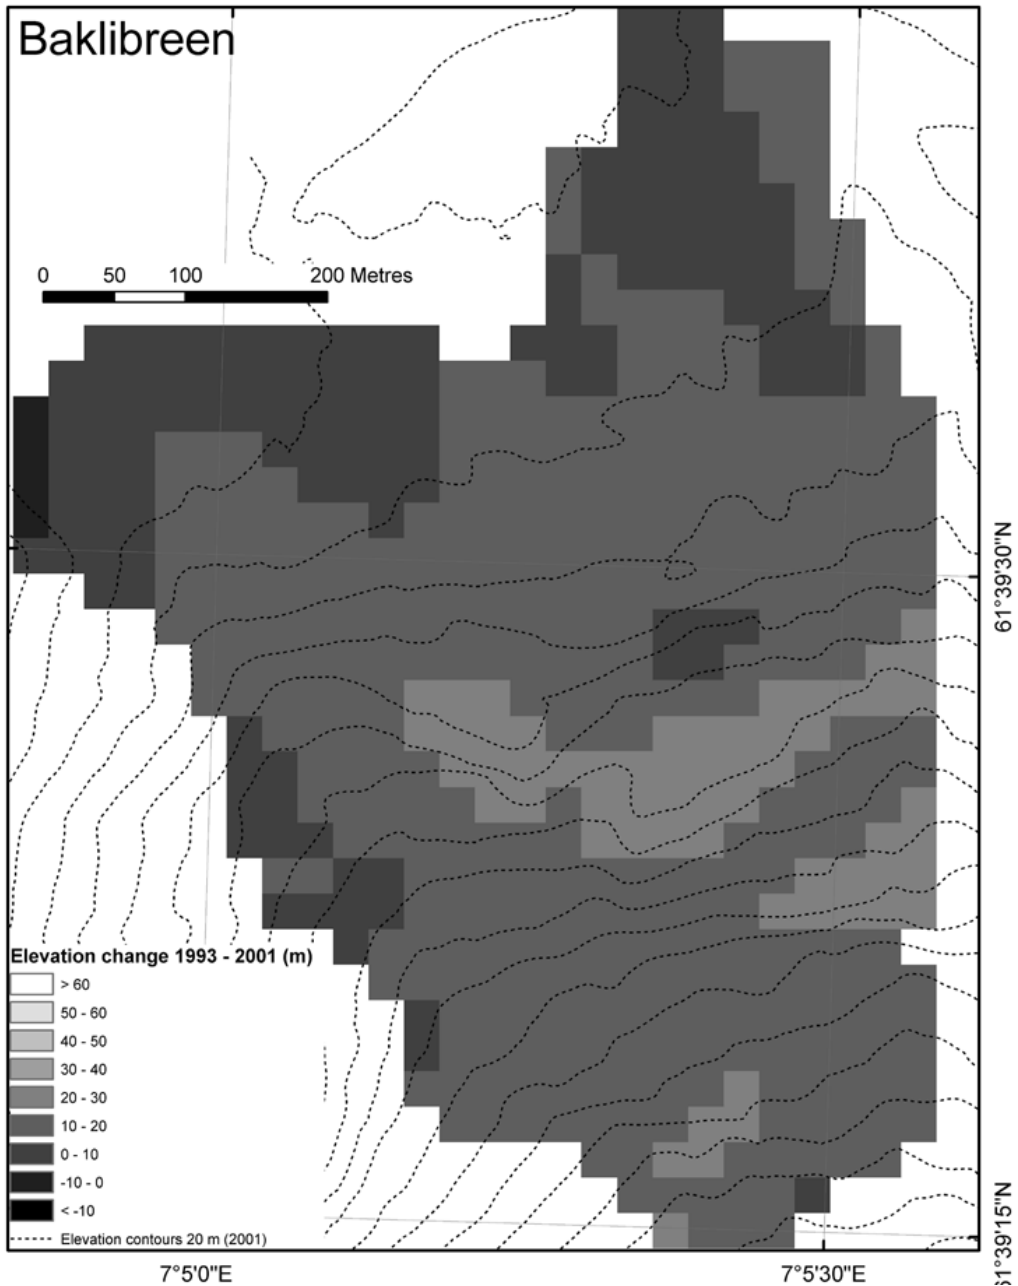 Baklibreen
0 50 100 200 Metres
61°39'30"N
Elevation change 1993 - 2001 (m)
> 60
50 - 60
40 - 50
30 - 40
20 - 30
10 - 20
0 - 10
-10 - 0
< -10
Elevation contours 20 m (2001)
61°39'15"N
7°5'0"E 7°5'30"E